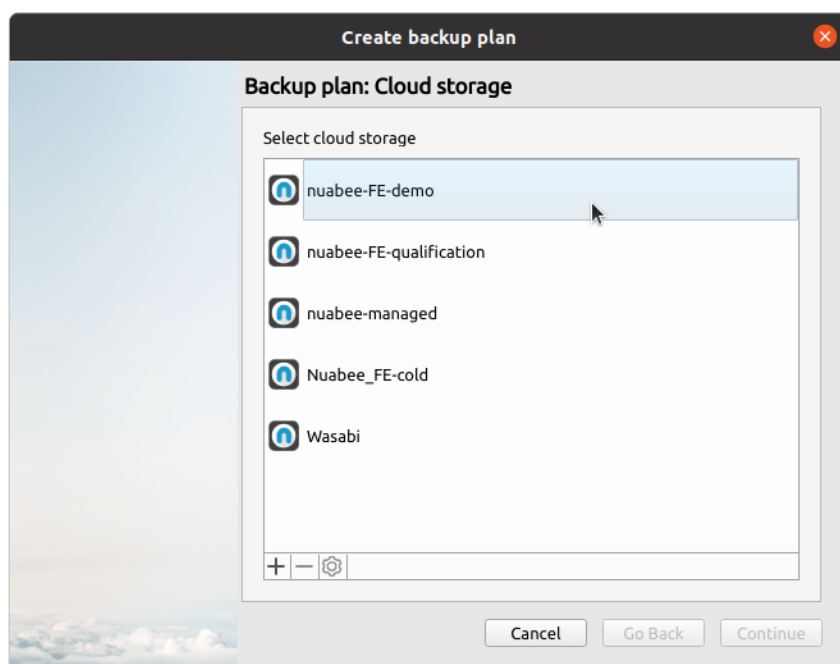 Create backup plan
Backup plan: Cloud storage
Select cloud storage
nuabee-FE-demo
nuabee-FE-qualification
nuabee-managed
Nuabee_FE-cold
Wasabi
Cancel
Go Back
Continue